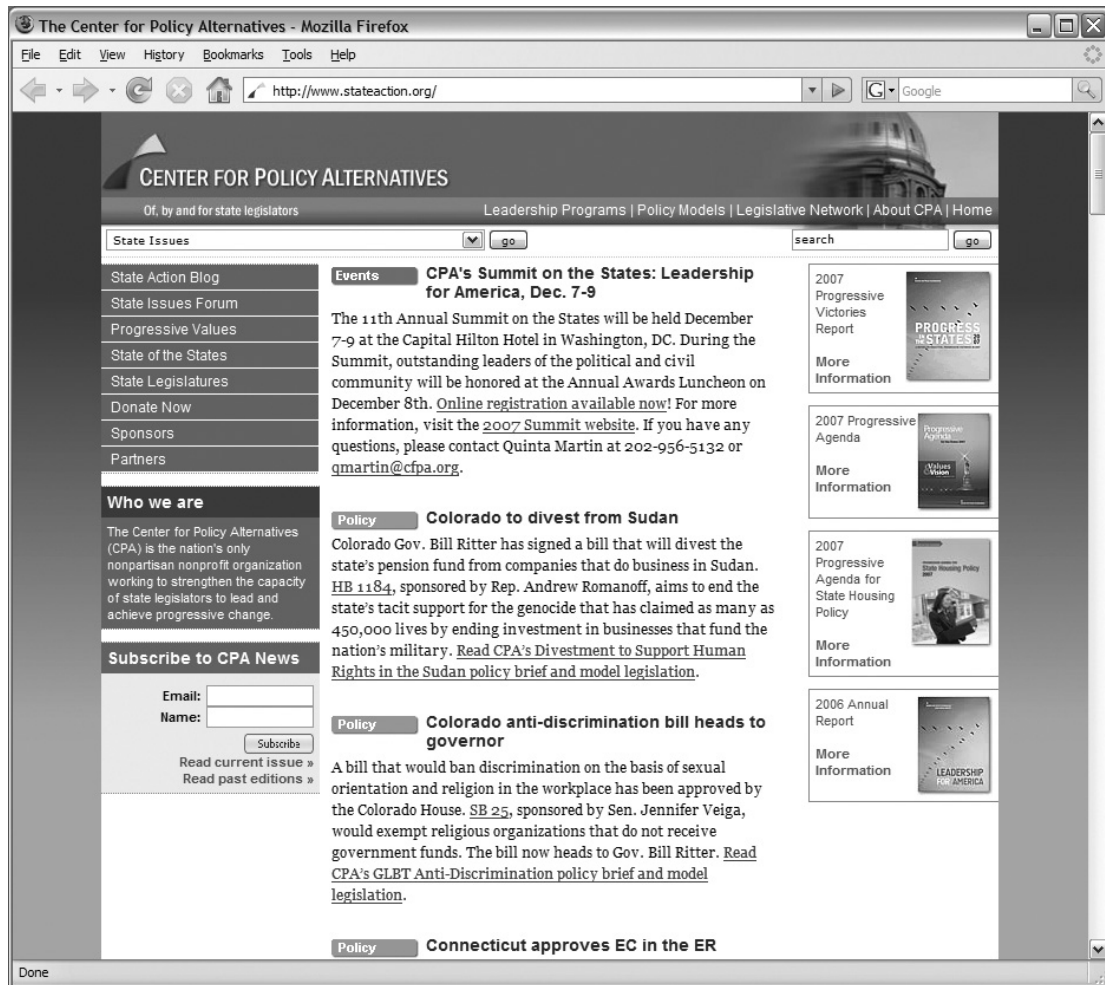 The Center for Policy Alternatives - Mozilla Firefox
File Edit View History Bookmarks Tools Help
http://www.stateaction.org/
G Google
CENTER FOR POLICY ALTERNATIVES
Of, by and for state legislators
Leadership Programs | Policy Models | Legislative Network | About CPA | Home
State Issues go
search go
State Action Blog
State Issues Forum
Progressive Values
State of the States
State Legislatures
Donate Now
Sponsors
Partners
Who we are
The Center for Policy Alternatives
(CPA) is the nation's only
nonpartisan nonprofit organization
working to strengthen the capacity
of state legislators to lead and
achieve progressive change.
Subscribe to CPA News
Email:
Name:
Subscribe
Read current issue »
Read past editions »
Events CPA's Summit on the States: Leadership
for America, Dec. 7-9
The 11th Annual Summit on the States will be held December
7-9 at the Capital Hilton Hotel in Washington, DC. During the
Summit, outstanding leaders of the political and civil
community will be honored at the Annual Awards Luncheon on
December 8th. Online registration available now! For more
information, visit the 2007 Summit website. If you have any
questions, please contact Quinta Martin at 202-956-5132 or
qmartin@cfpa.org.
Policy Colorado to divest from Sudan
Colorado Gov. Bill Ritter has signed a bill that will divest the
state's pension fund from companies that do business in Sudan.
HB 1184, sponsored by Rep. Andrew Romanoff, aims to end the
state's tacit support for the genocide that has claimed as many as
450,000 lives by ending investment in businesses that fund the
nation's military. Read CPA's Divestment to Support Human
Rights in the Sudan policy brief and model legislation.
Policy Colorado anti-discrimination bill heads to
governor
A bill that would ban discrimination on the basis of sexual
orientation and religion in the workplace has been approved by
the Colorado House. SB 25, sponsored by Sen. Jennifer Veiga,
would exempt religious organizations that do not receive
government funds. The bill now heads to Gov. Bill Ritter. Read
CPA's GLBT Anti-Discrimination policy brief and model
legislation.
Policy Connecticut approves EC in the ER
2007
Progressive
Victories
Report
More
Information
PROGRESS
IN THE STATES
2007 Progressive
Agenda
More
Information
Progressive
Agenda
Values
&Vision
2007
Progressive
Agenda for
State Housing
Policy
More
Information
State Housing Policy
2007
2006 Annual
Report
More
Information
LEADERSHIP
FOR AMERICA
Done